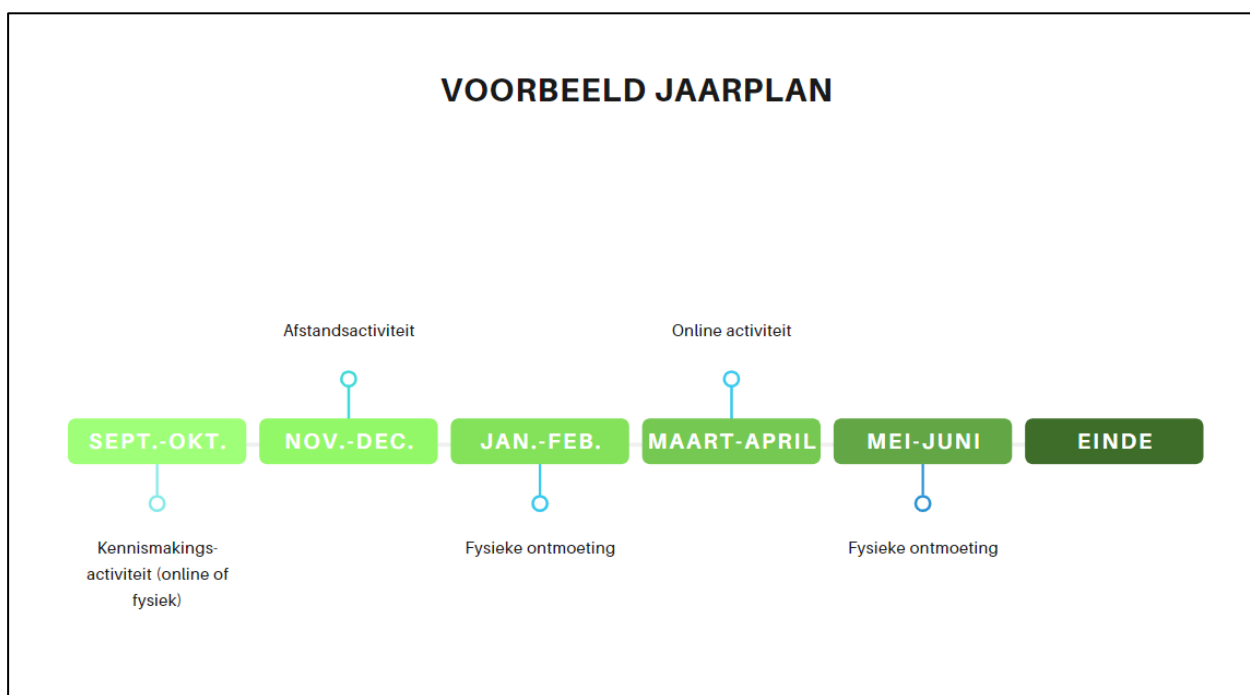 VOORBEELD JAARPLAN
Afstandsactiviteit
Online activiteit
SEPT.-OKT.
NOV.-DEC.
JAN.-FEB.
MAART-APRIL
MEI-JUNI
EINDE
Kennismakings-
activiteit (online of
fysiek)
Fysieke ontmoeting
Fysieke ontmoeting